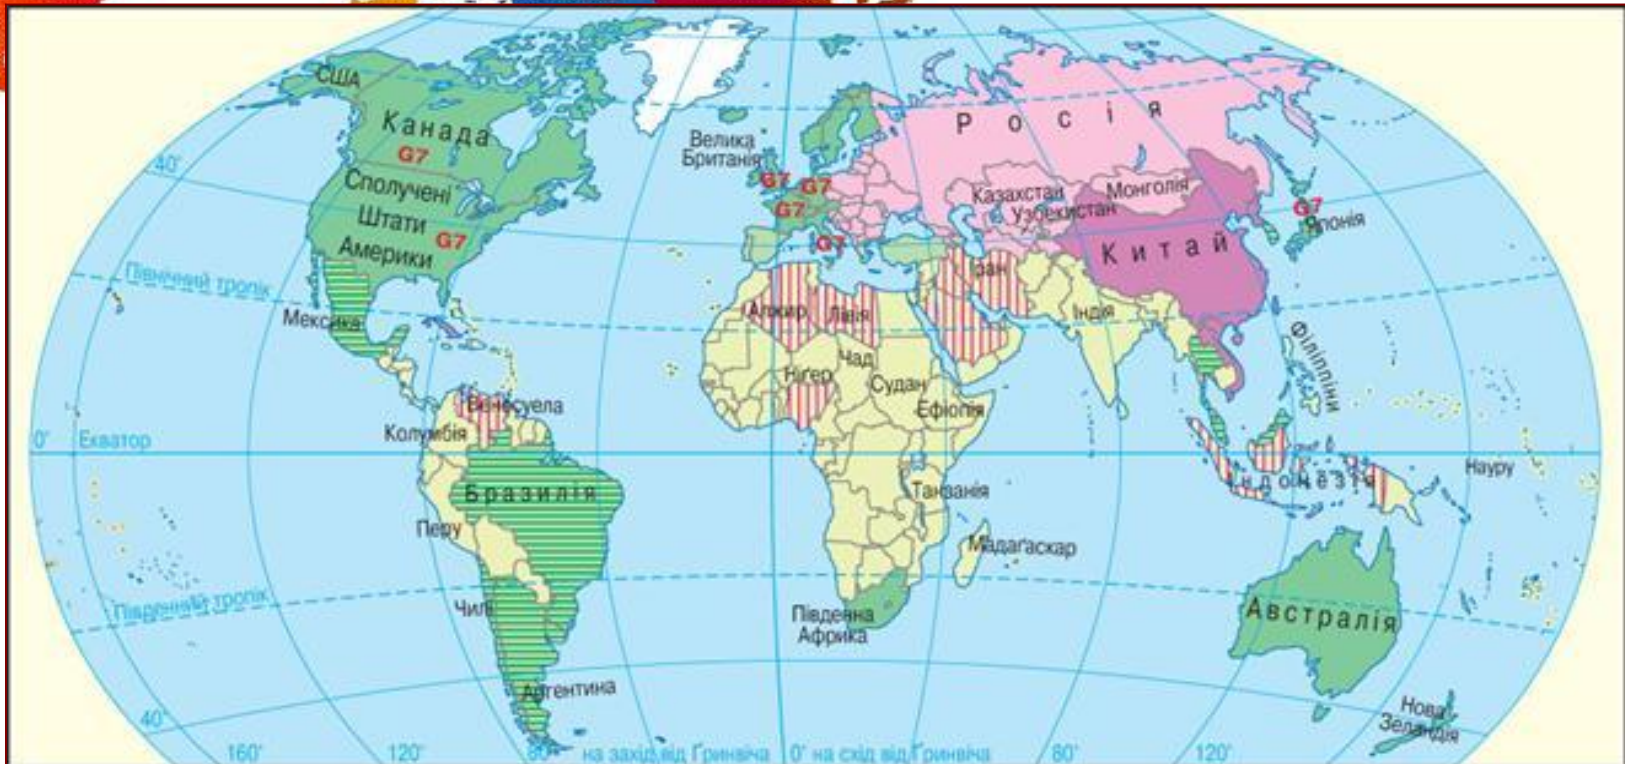 США
Канада
G7
Сполучені
Штати
Америки
G7
Велика
Британія
G7
G7
G7
G7
Росія
Казахстан
Монголія
Узбекистан
Китай
G7
Японія
40°
Північний тропік
Мексика
Алжир
Лівія
Іран
Індія
Філіппіни
Чад
Нігер
Судан
Ефіопія
Венесуела
Колумбія
0° Екватор
Бразилія
Перу
Танзанія
Індонезія
Науру
Мадагаскар
Південний тропік
Чилі
Південна
Африка
Австралія
Аргентина
Нова
Зеландія
40°
160°
120°
80°
на захід від Ґринвіча
0°
на схід від Ґринвіча
80°
120°